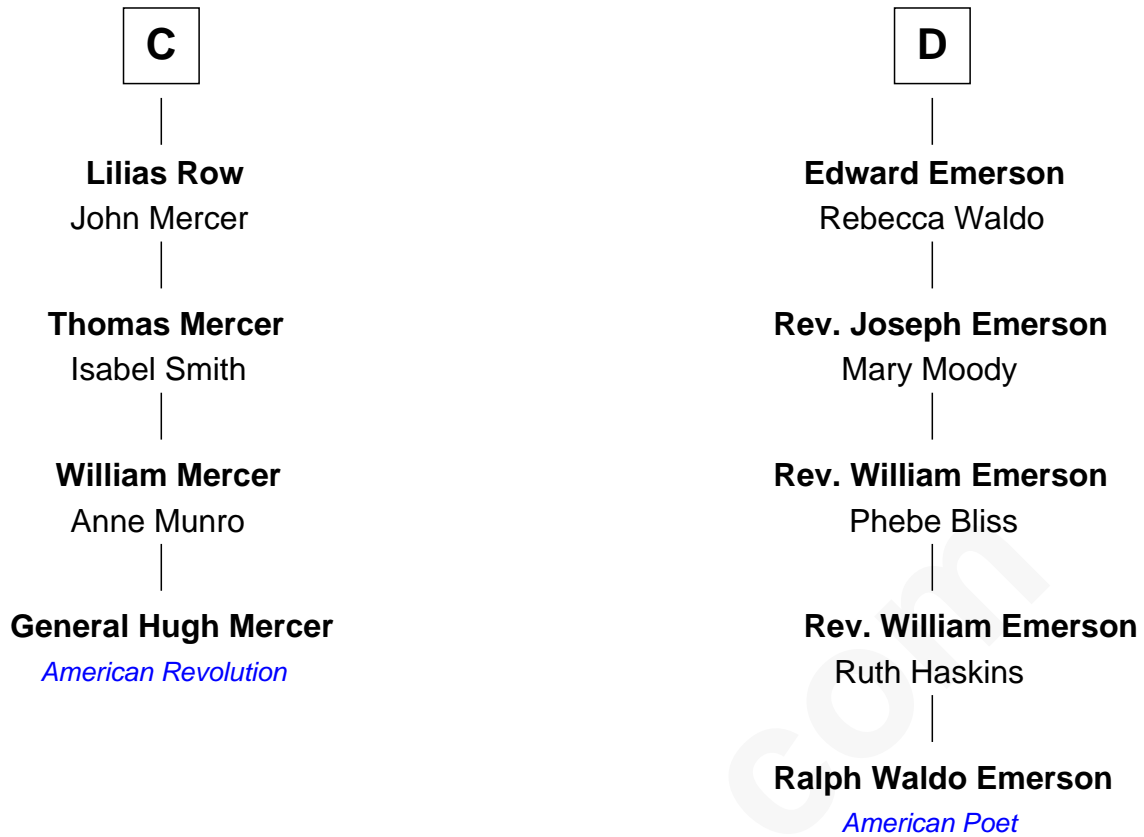 C
Lilias Row
John Mercer
Thomas Mercer
Isabel Smith
William Mercer
Anne Munro
General Hugh Mercer
American Revolution
D
Edward Emerson
Rebecca Waldo
Rev. Joseph Emerson
Mary Moody
Rev. William Emerson
Phebe Bliss
Rev. William Emerson
Ruth Haskins
Ralph Waldo Emerson
American Poet
com